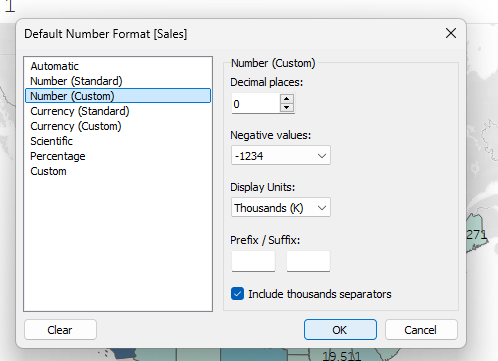 1
Default Number Format [Sales]
Automatic
Number (Standard)
Number (Custom)
Currency (Standard)
Currency (Custom)
Scientific
Percentage
Custom
Number (Custom)
Decimal places:
0
Negative values:
-1234
Display Units:
Thousands (K)
Prefix / Suffix:
Include thousands separators
271
Clear
OK
Cancel
19,511